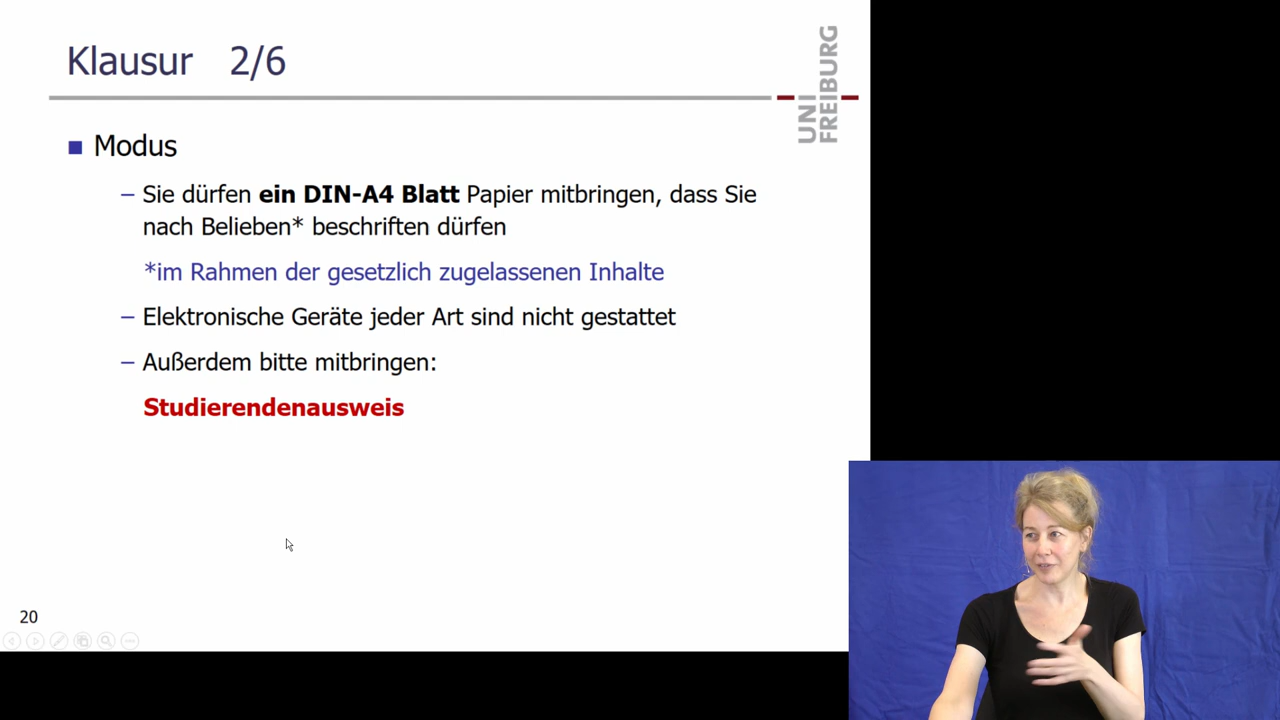 Klausur 2/6
UNI
FREIBURG
■ Modus
– Sie dürfen ein DIN-A4 Blatt Papier mitbringen, dass Sie
nach Belieben* beschriften dürfen
*im Rahmen der gesetzlich zugelassenen Inhalte
– Elektronische Geräte jeder Art sind nicht gestattet
– Außerdem bitte mitbringen:
Studierendenausweis
20